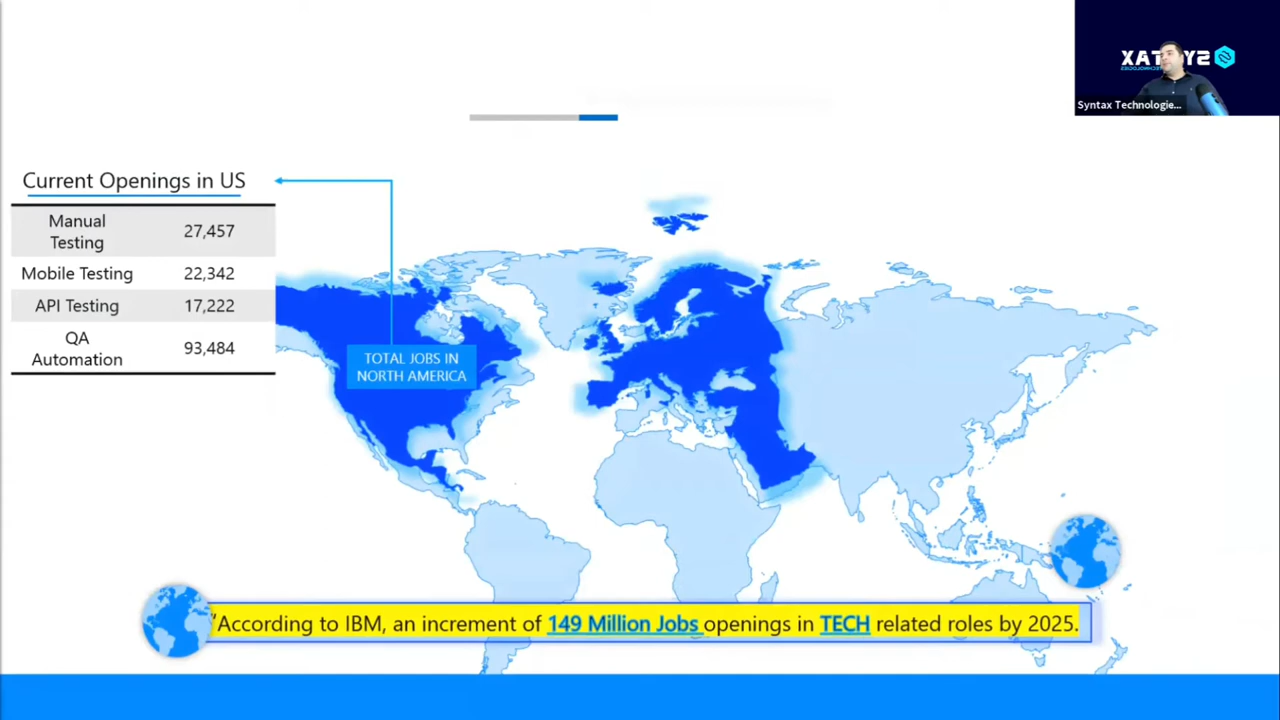 SYNTAX
TECHNOLOGIES
Syntax Technologie...
Current Openings in US
Manual
Testing
27,457
Mobile Testing 22,342
API Testing 17,222
QA
Automation
93,484
TOTAL JOBS IN
NORTH AMERICA
"According to IBM, an increment of 149 Million Jobs openings in TECH related roles by 2025.